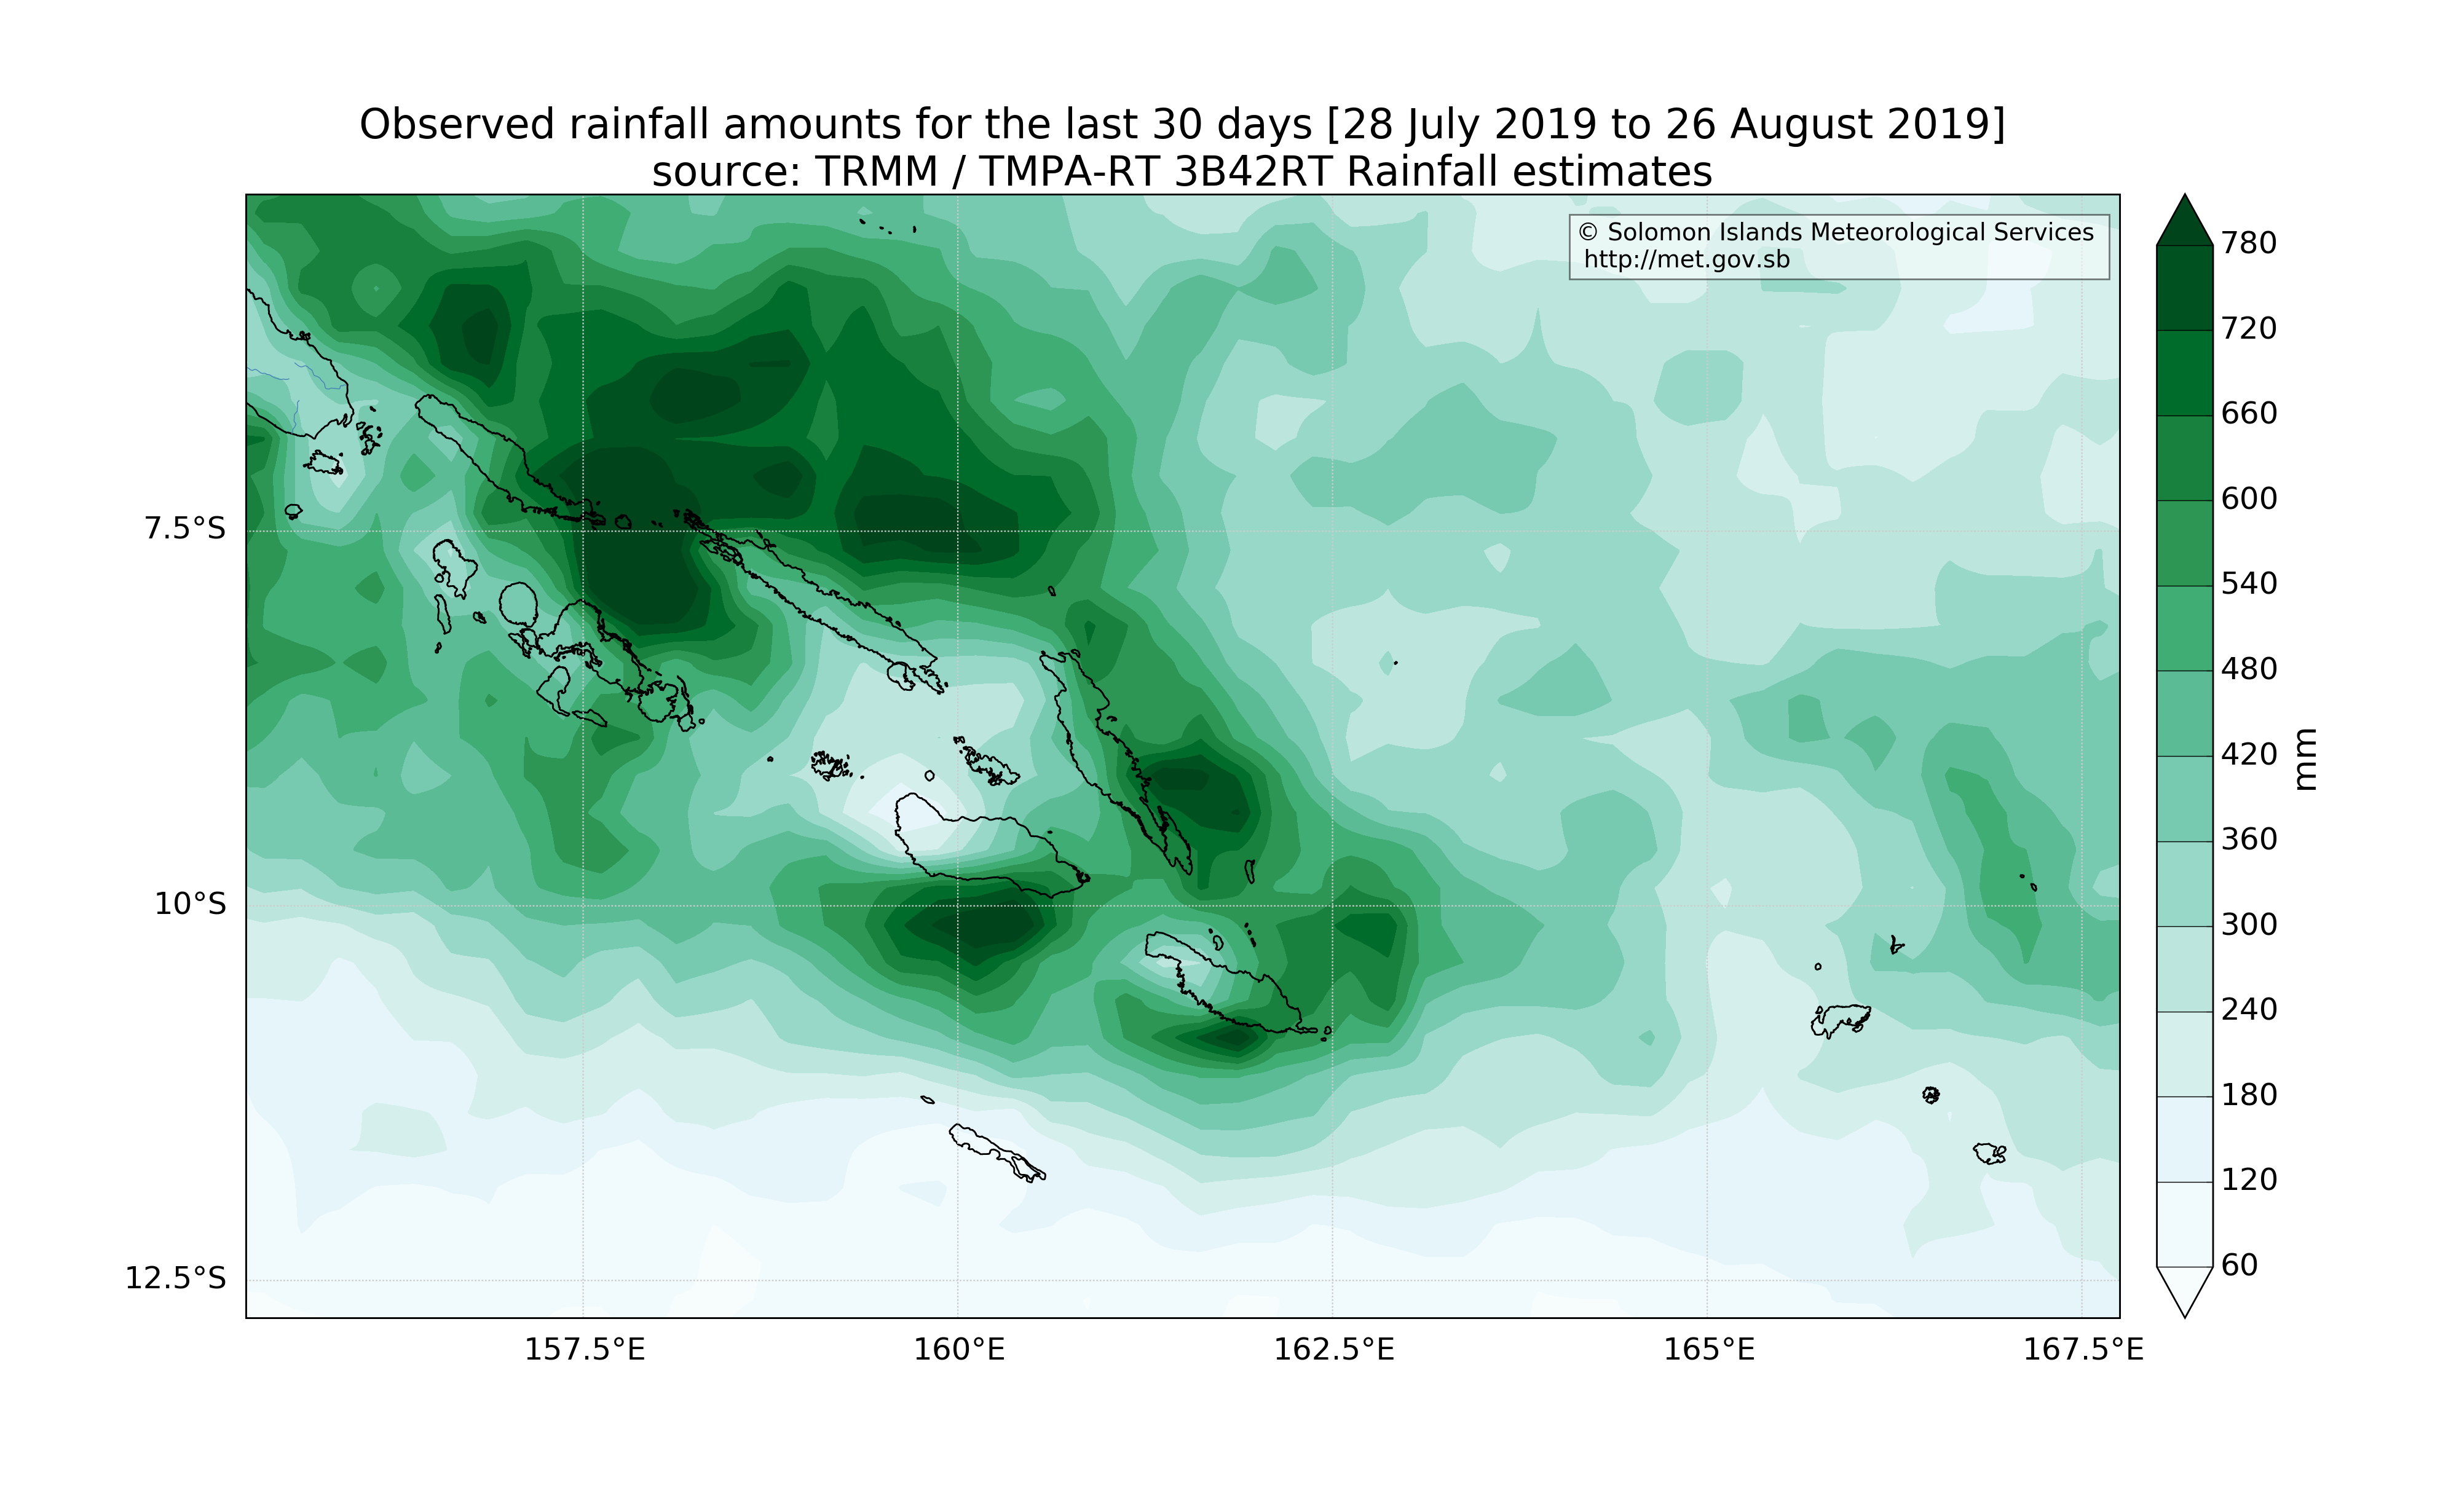 Observed rainfall amounts for the last 30 days [28 July 2019 to 26 August 2019]
source: TRMM / TMPA-RT 3B42RT Rainfall estimates
© Solomon Islands Meteorological Services
http://met.gov.sb
7.5°S
10°S
12.5°S
157.5°E
160°E
162.5°E
165°E
167.5°E
780
720
660
600
540
480
420
360
300
240
180
120
60
mm